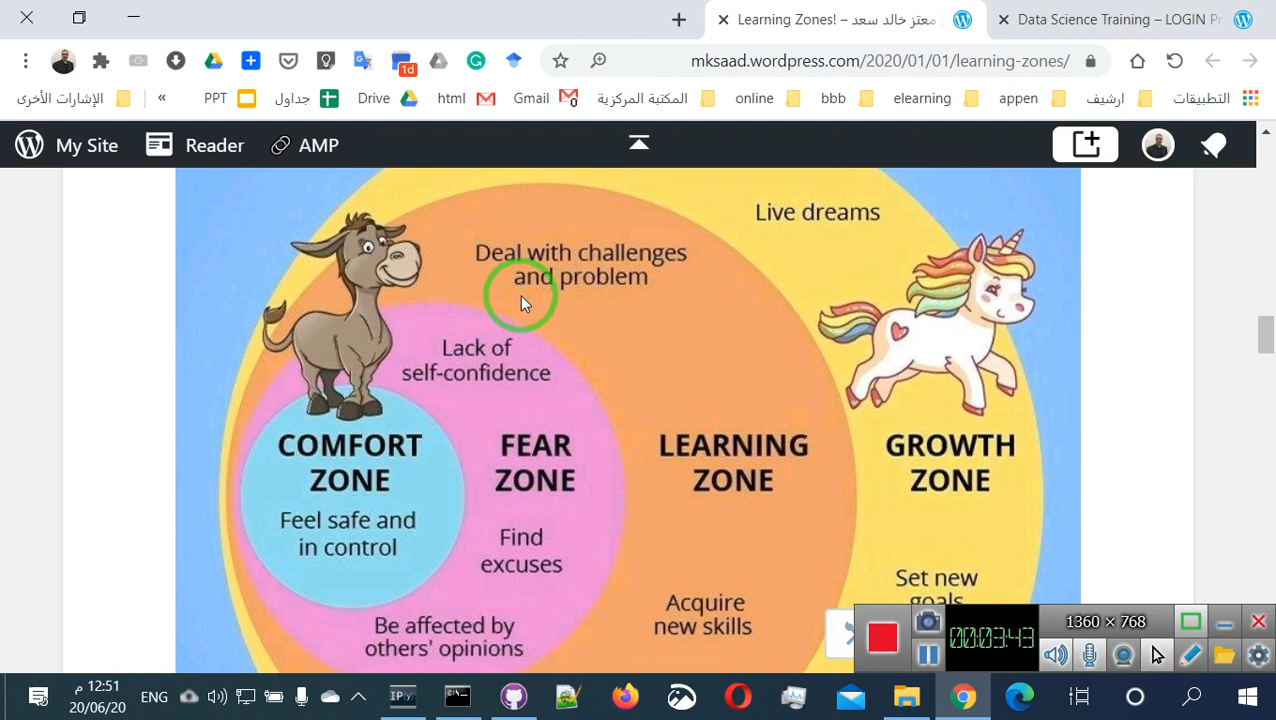 Learning Zones! – معتز خالد سعد
Data Science Training – LOGIN Pr
mksaad.wordpress.com/2020/01/01/learning-zones/
1d
التطبيقات
ارشيف
appen
elearning
bbb
online
المكتبة المركزية
Gmail
html
Drive
جداول
PPT
«
الإشارات الأخرى
My Site
Reader
AMP
Live dreams
Deal with challenges
and problem
Lack of
self-confidence
COMFORT
ZONE
FEAR
ZONE
LEARNING
ZONE
GROWTH
ZONE
Feel safe and
in control
Find
excuses
Set new
goals
Acquire
new skills
Be affected by
others' opinions
1360 × 768
00:03:43
12:51 م
20/06/20
ENG
IPy